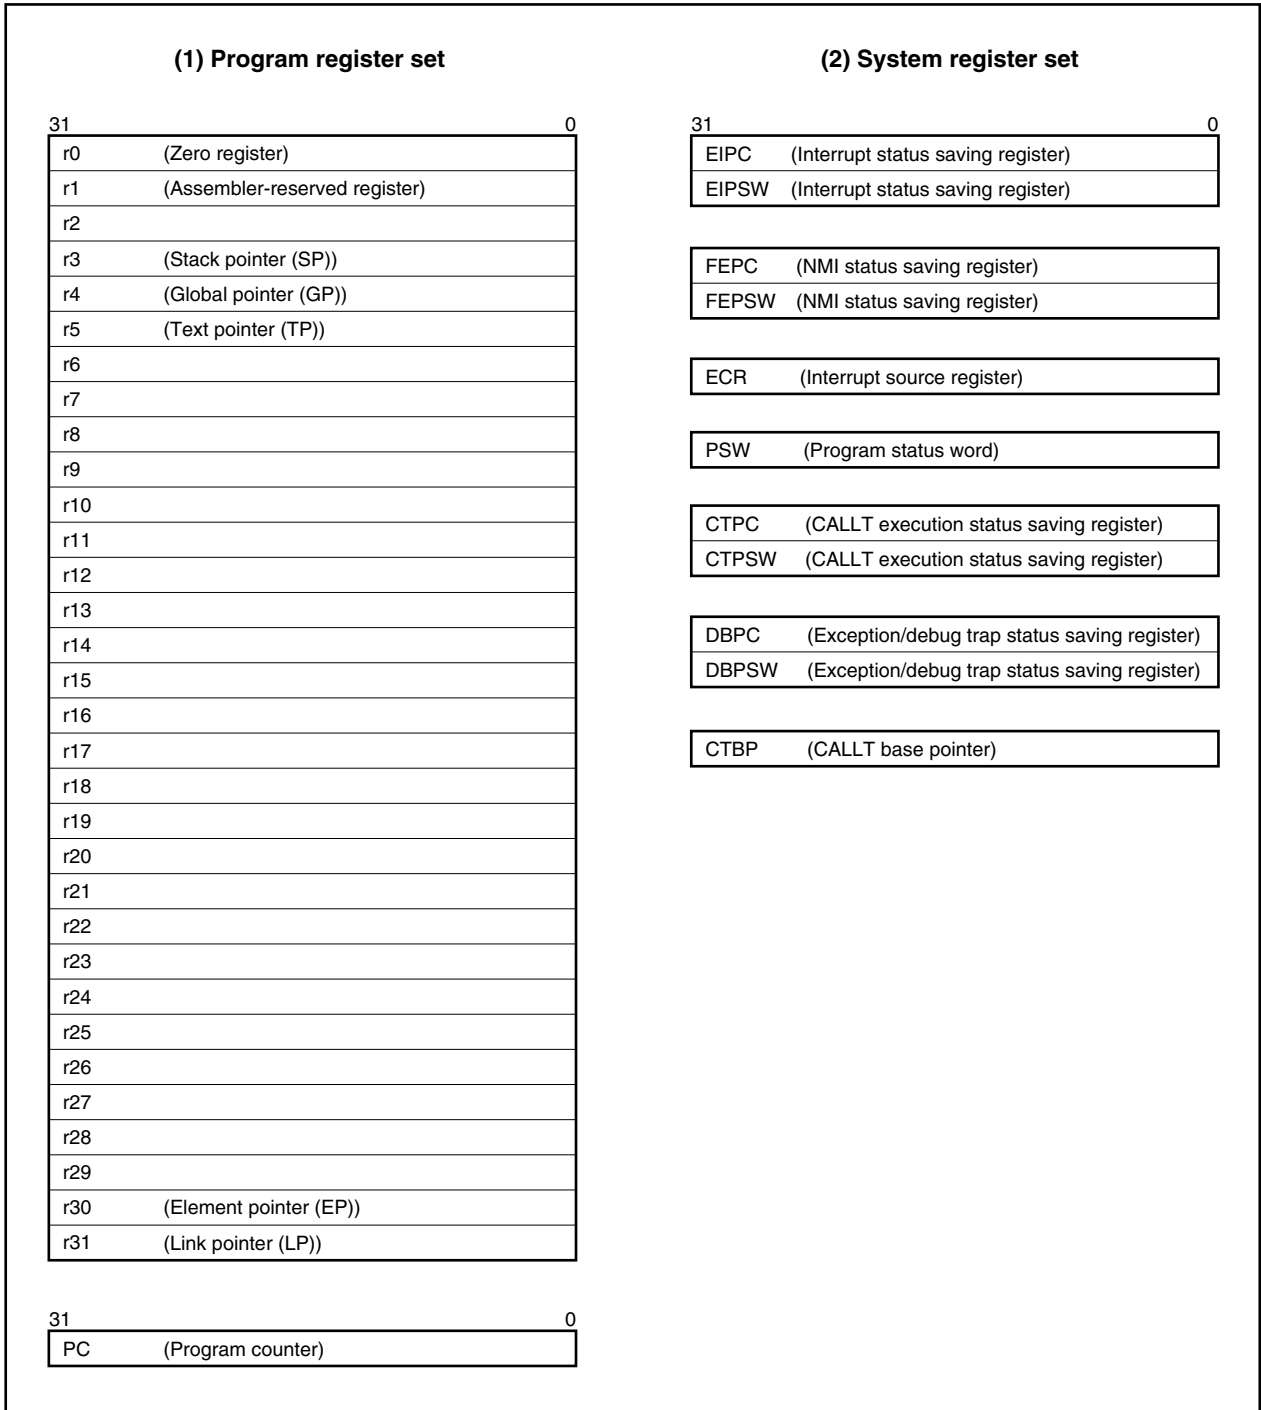 (1) Program register set
31 0
r0 (Zero register)
r1 (Assembler-reserved register)
r2
r3 (Stack pointer (SP))
r4 (Global pointer (GP))
r5 (Text pointer (TP))
r6
r7
r8
r9
r10
r11
r12
r13
r14
r15
r16
r17
r18
r19
r20
r21
r22
r23
r24
r25
r26
r27
r28
r29
r30 (Element pointer (EP))
r31 (Link pointer (LP))
31 0
PC (Program counter)
(2) System register set
31 0
EIPC (Interrupt status saving register)
EIPSW (Interrupt status saving register)
FEPC (NMI status saving register)
FEPSW (NMI status saving register)
ECR (Interrupt source register)
PSW (Program status word)
CTPC (CALLT execution status saving register)
CTPSW (CALLT execution status saving register)
DBPC (Exception/debug trap status saving register)
DBPSW (Exception/debug trap status saving register)
CTBP (CALLT base pointer)